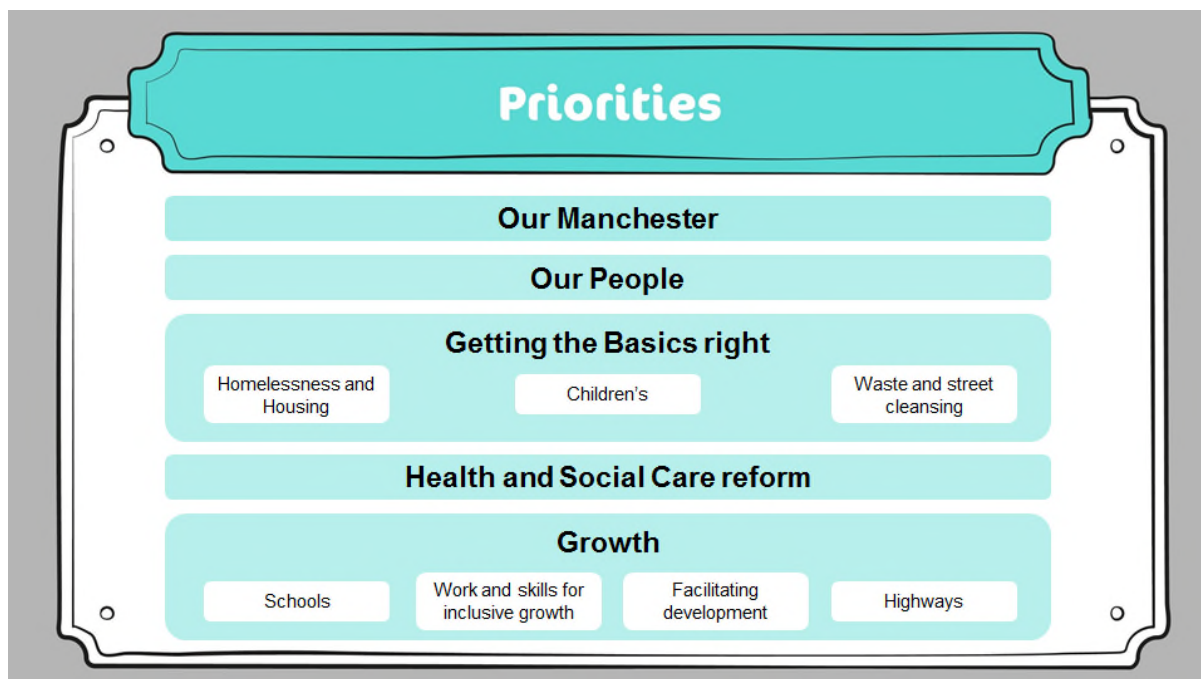 Priorities
Our Manchester
Our People
Getting the Basics right
Homelessness and
Housing
Children's
Waste and street
cleansing
Health and Social Care reform
Growth
Schools
Work and skills for
inclusive growth
Facilitating
development
Highways